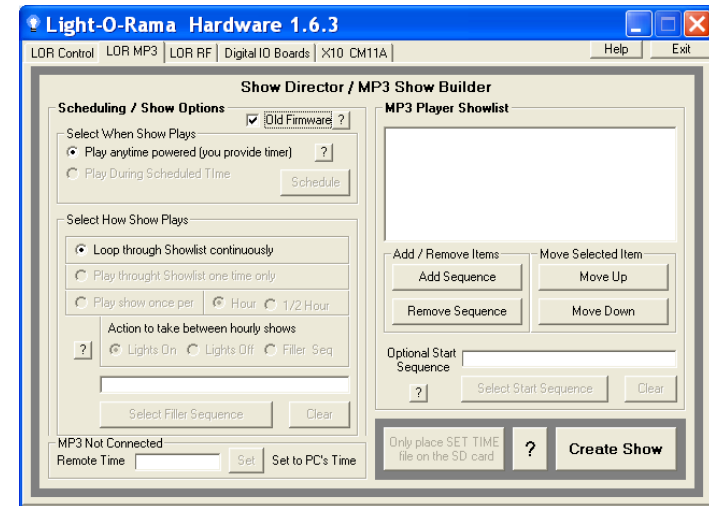 Light-O-Rama Hardware 1.6.3
LOR Control LOR MP3 LOR RF Digital IO Boards X10 CM11A Help Exit
Show Director / MP3 Show Builder
Scheduling / Show Options
Old Firmware ?
Select When Show Plays
Play anytime powered (you provide timer) ?
Play During Scheduled TIme
Schedule
Select How Show Plays
Loop through Showlist continuously
Play throught Showlist one time only
Play show once per Hour 1/2 Hour
Action to take between hourly shows
? Lights On Lights Off Filler Seq
Select Filler Sequence Clear
MP3 Not Connected
Remote Time Set Set to PC's Time
MP3 Player Showlist
Add / Remove Items Move Selected Item
Add Sequence Move Up
Remove Sequence Move Down
Optional Start
Sequence
? Select Start Sequence Clear
Only place SET TIME
file on the SD card
? Create Show